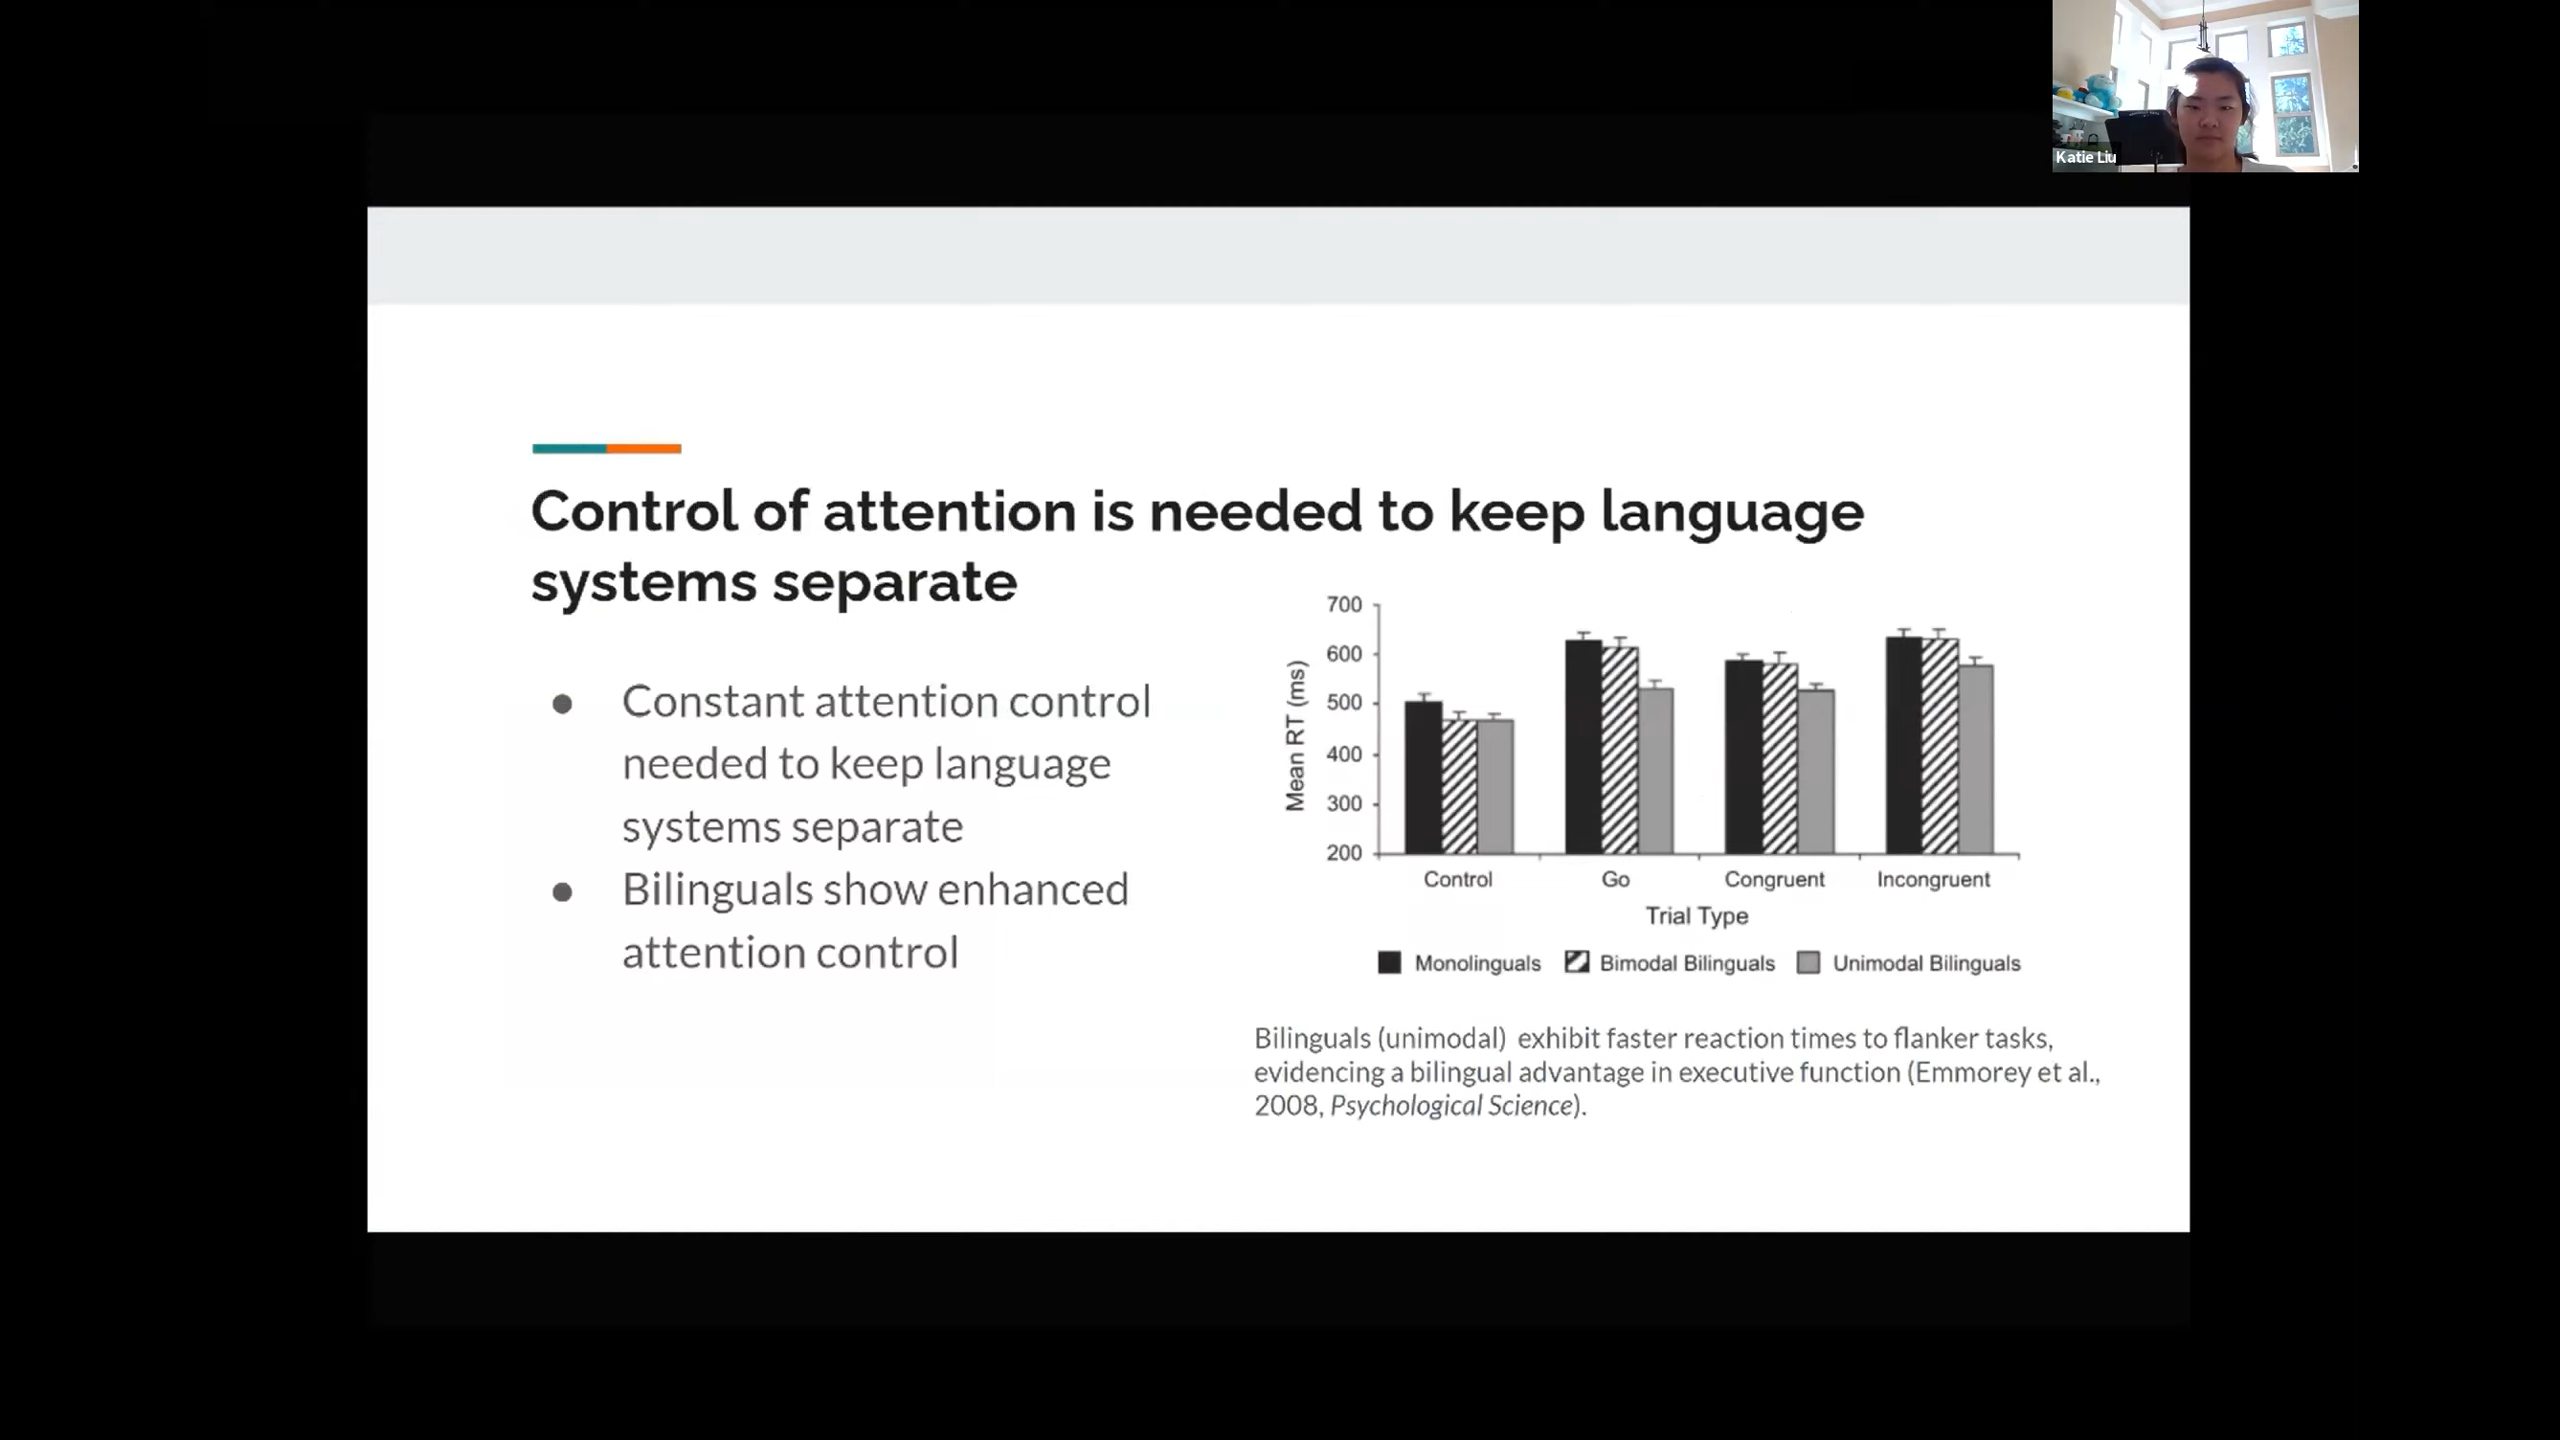 Katie Liu
Control of attention is needed to keep language
systems separate
● Constant attention control
needed to keep language
systems separate
● Bilinguals show enhanced
attention control
700
600
500
400
300
200
Mean RT (ms)
Control Go Congruent Incongruent
Trial Type
Monolinguals Bimodal Bilinguals Unimodal Bilinguals
Bilinguals (unimodal) exhibit faster reaction times to flanker tasks,
evidencing a bilingual advantage in executive function (Emmorey et al.,
2008, Psychological Science).